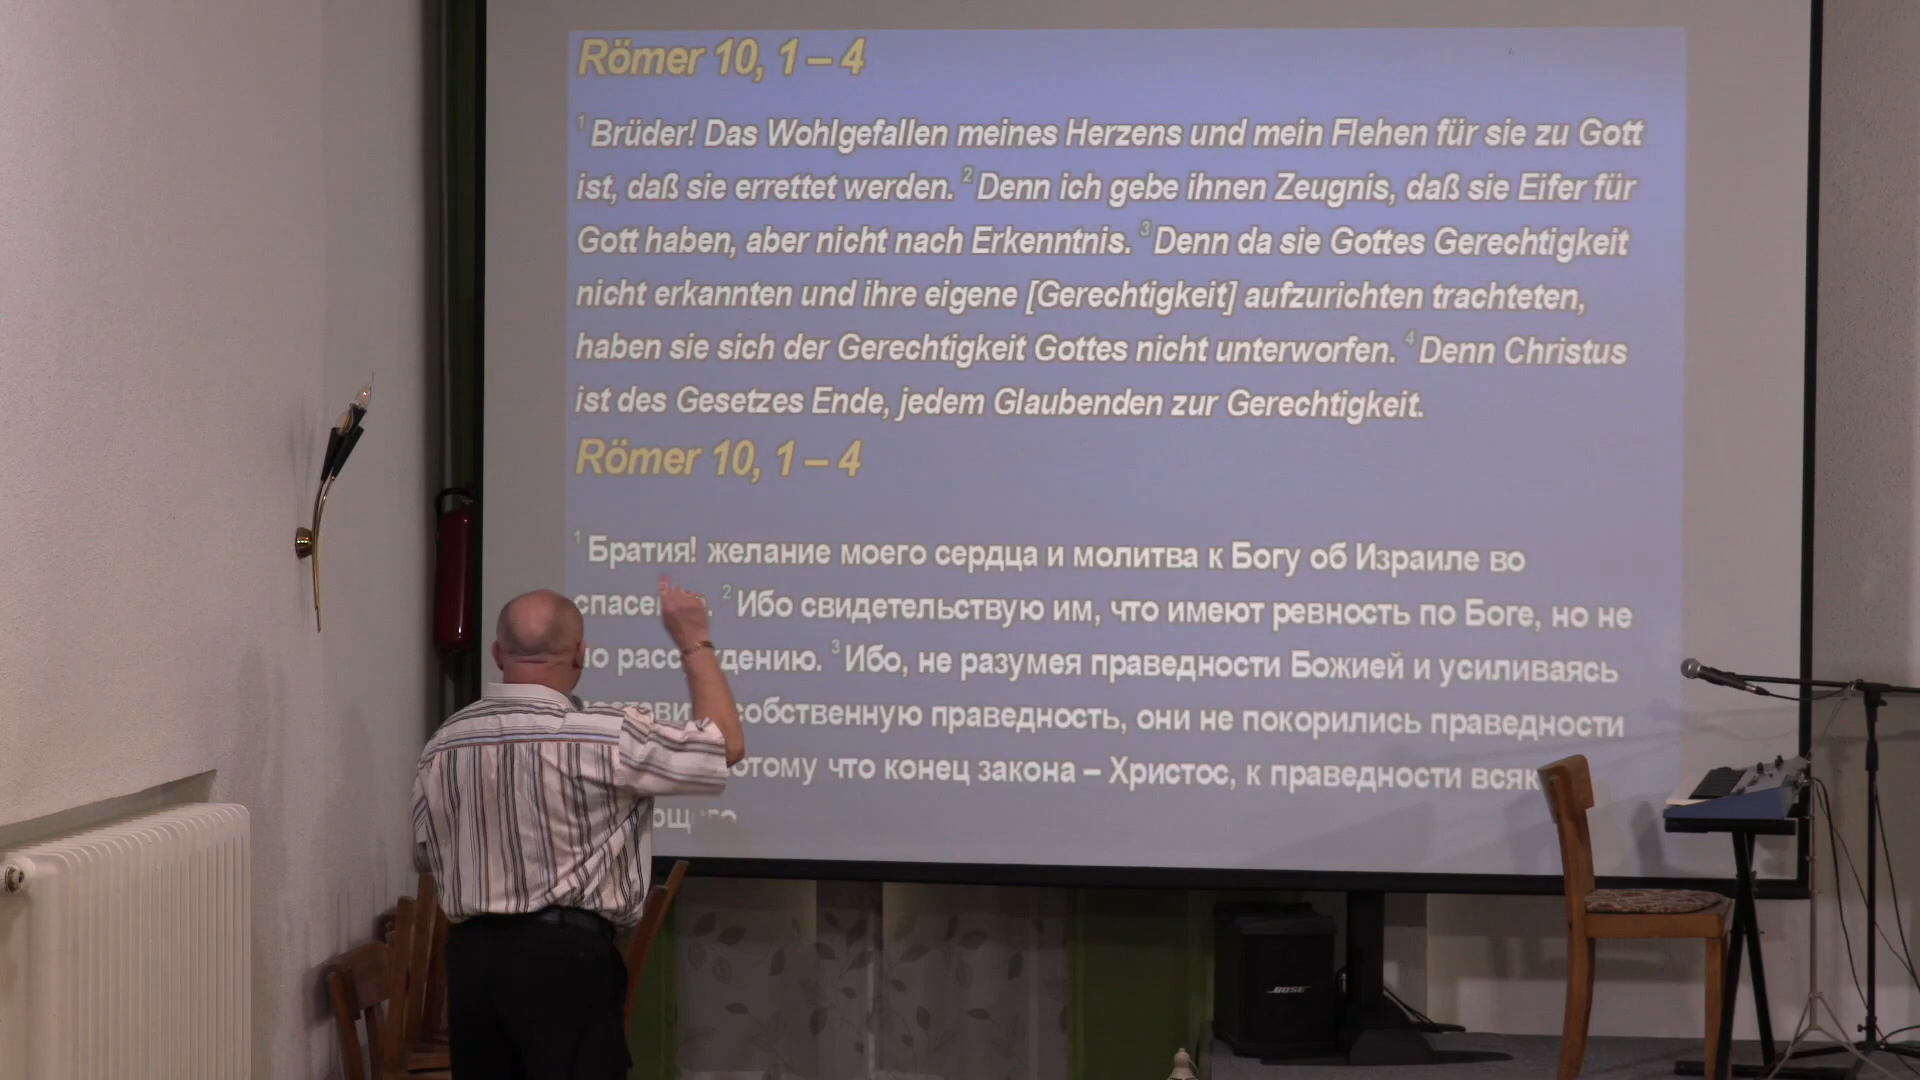 Römer 10, 1 – 4
1 Brüder! Das Wohlgefallen meines Herzens und mein Flehen für sie zu Gott
ist, daß sie errettet werden. 2 Denn ich gebe ihnen Zeugnis, daß sie Eifer für
Gott haben, aber nicht nach Erkenntnis. 3 Denn da sie Gottes Gerechtigkeit
nicht erkannten und ihre eigene [Gerechtigkeit] aufzurichten trachteten,
haben sie sich der Gerechtigkeit Gottes nicht unterworfen. 4 Denn Christus
ist des Gesetzes Ende, jedem Glaubenden zur Gerechtigkeit.
Römer 10, 1 – 4
1 Братия! желание моего сердца и молитва к Богу об Израиле во
2 Ибо свидетельствую им, что имеют ревность по Боге, но не
3 Ибо, не разумея праведности Божией и усиливаясь
собственную праведность, они не покорились праведности
что конец закона – Христос, к праведности
BOSE